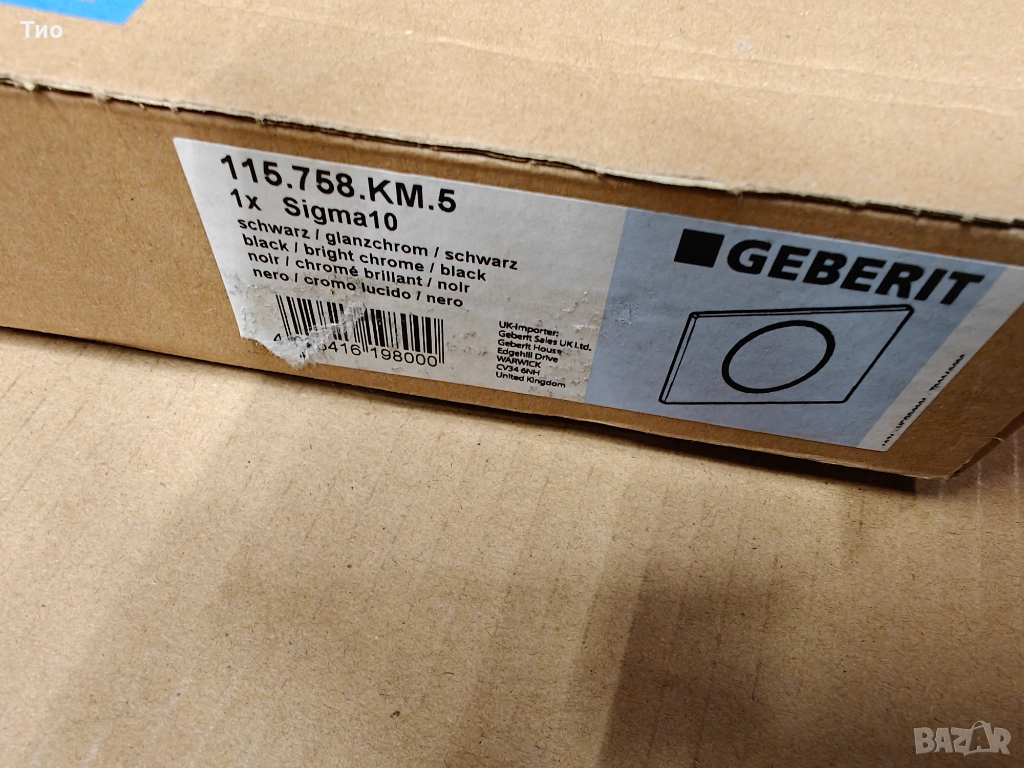 Тио
115.758.KM.5
1x Sigma10
schwarz / glanzchrom / schwarz
black / bright chrome / black
noir / chromé brillant / noir
nero / cromo lucido / nero
416 198000
UK-Importer:
Geberit Sales UK Ltd.
Geberit House
Edgehill Drive
WARWICK
CV34 6NH
United Kingdom
GEBERIT
BAZAR